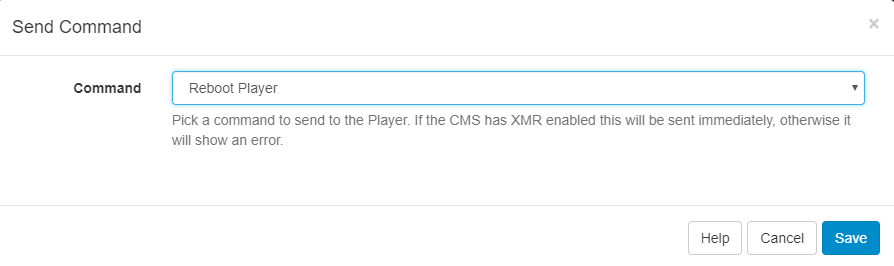 Send Command
×
Command
Reboot Player
Pick a command to send to the Player. If the CMS has XMR enabled this will be sent immediately, otherwise it
will show an error.
Help
Cancel
Save